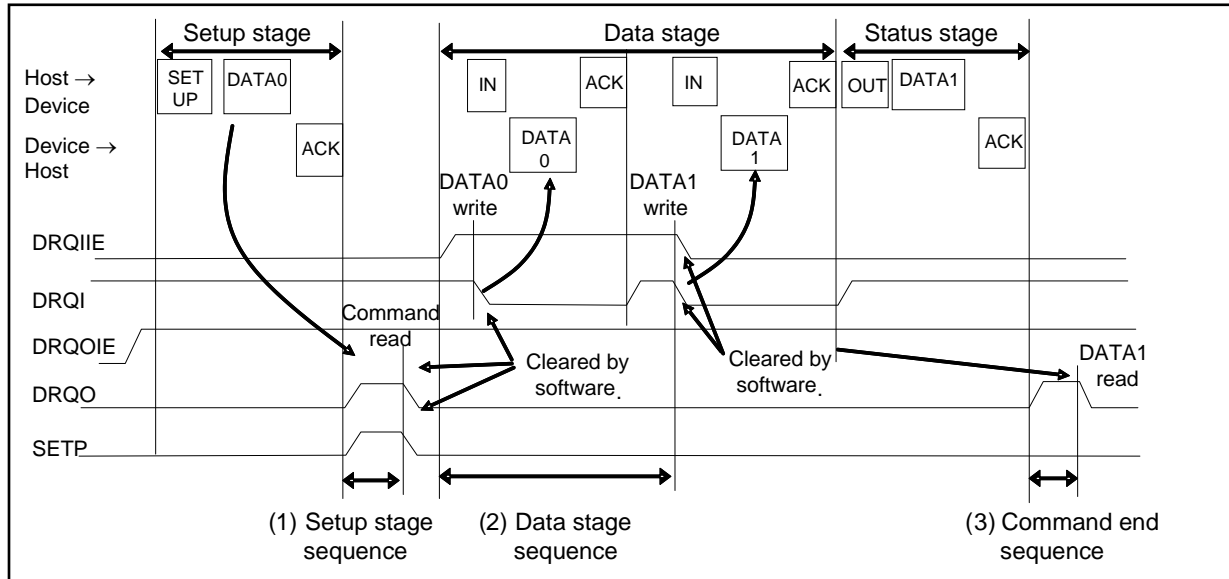 Setup stage
Data stage
Status stage
Host →
Device
SET
UP
DATA0
IN
ACK
IN
ACK
OUT
DATA1
Device →
Host
ACK
DATA
0
DATA
1
ACK
DATA0
write
DATA1
write
DRQIIE
DRQI
Command
read
DRQOIE
Cleared by
software.
Cleared by
software.
DATA1
read
DRQO
SETP
(1) Setup stage
sequence
(2) Data stage
sequence
(3) Command end
sequence